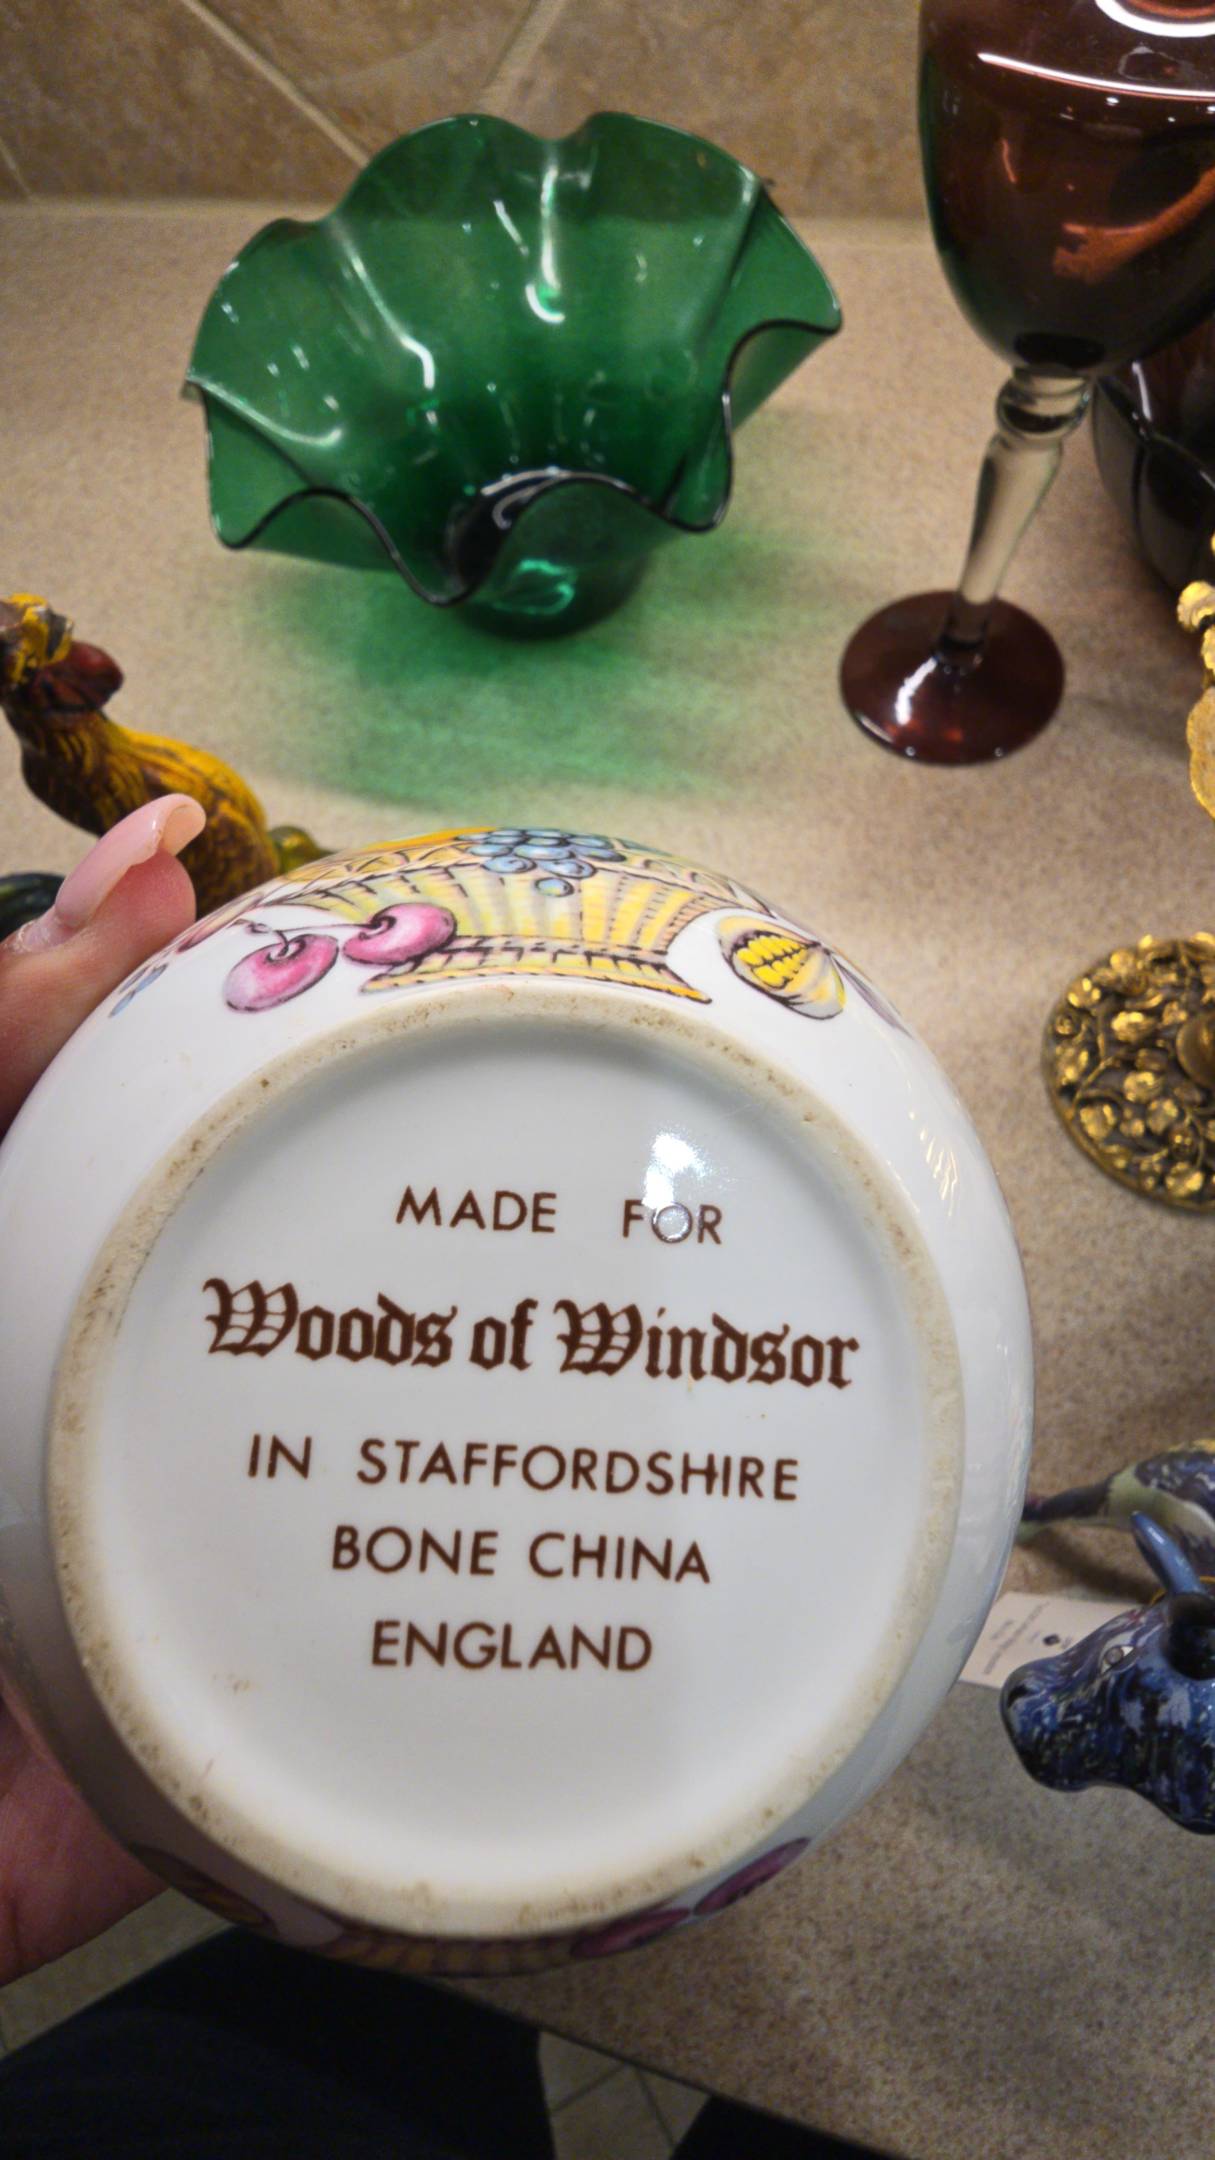 MADE FOR
Woods of Windsor
IN STAFFORDSHIRE
BONE CHINA
ENGLAND